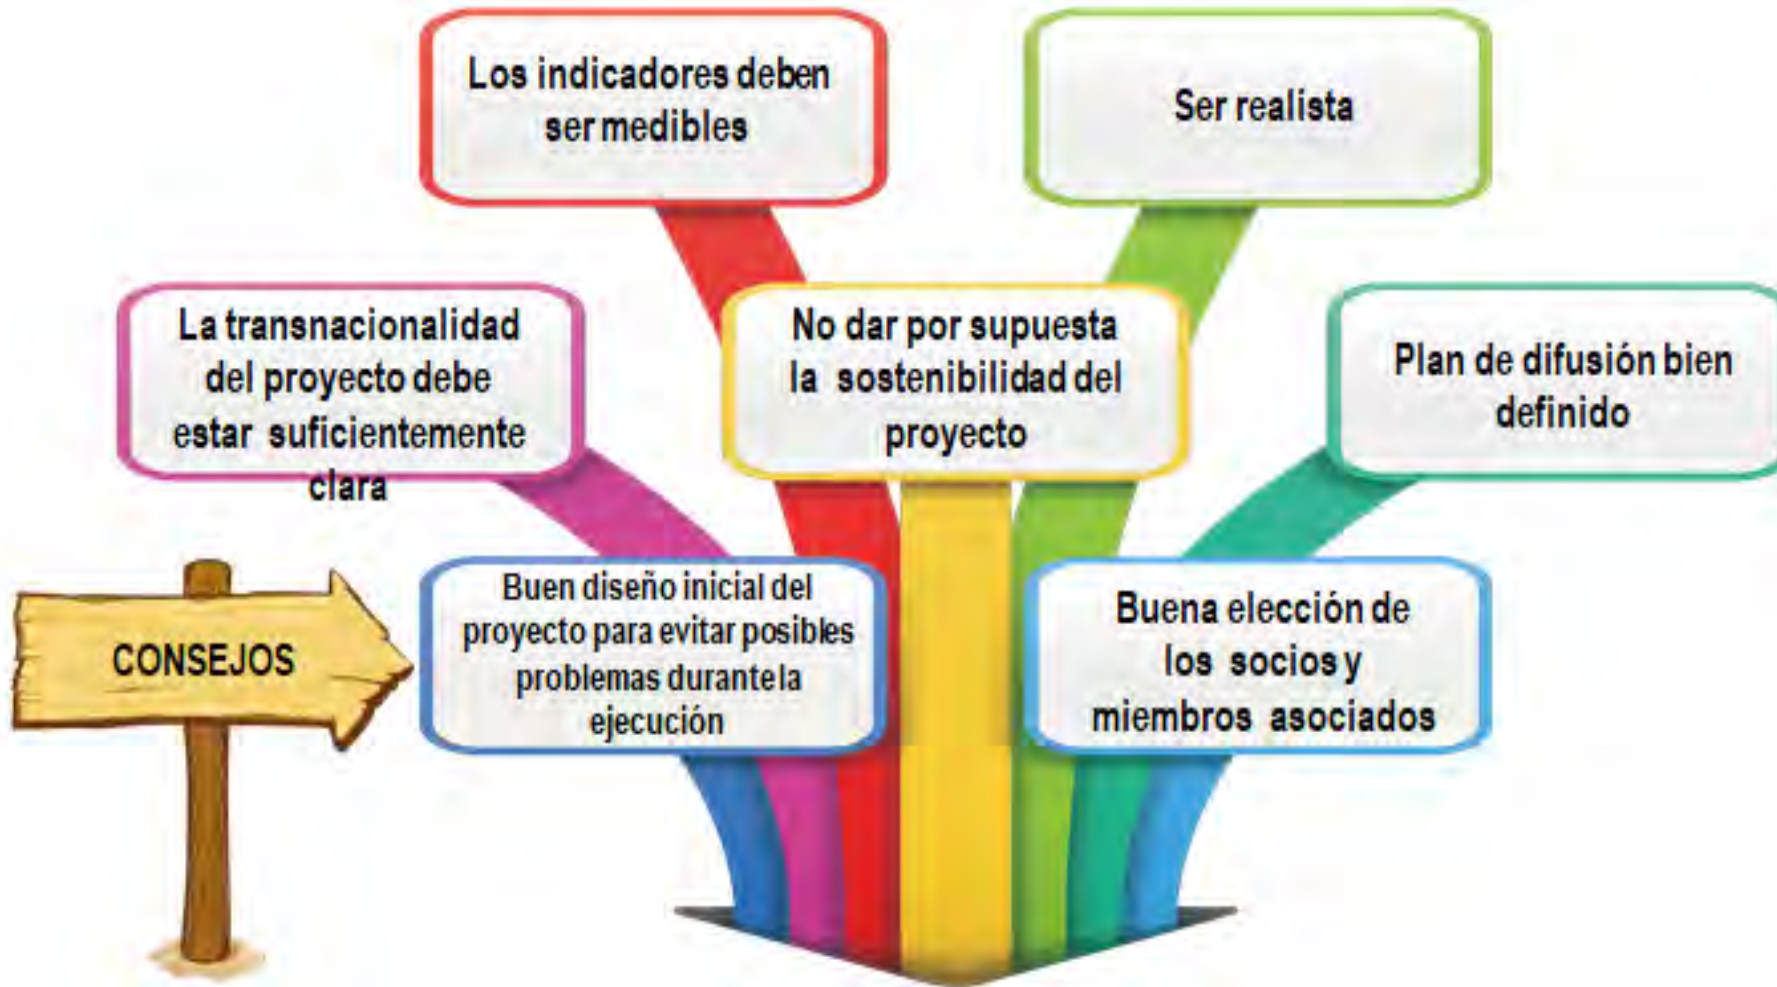 Los indicadores deben
ser medibles
Ser realista
La transnacionalidad
del proyecto debe
estar suficientemente
clara
No dar por supuesta
la sostenibilidad del
proyecto
Plan de difusión bien
definido
CONSEJOS
Buen diseño inicial del
proyecto para evitar posibles
problemas durante la
ejecución
Buena elección de
los socios y
miembros asociados